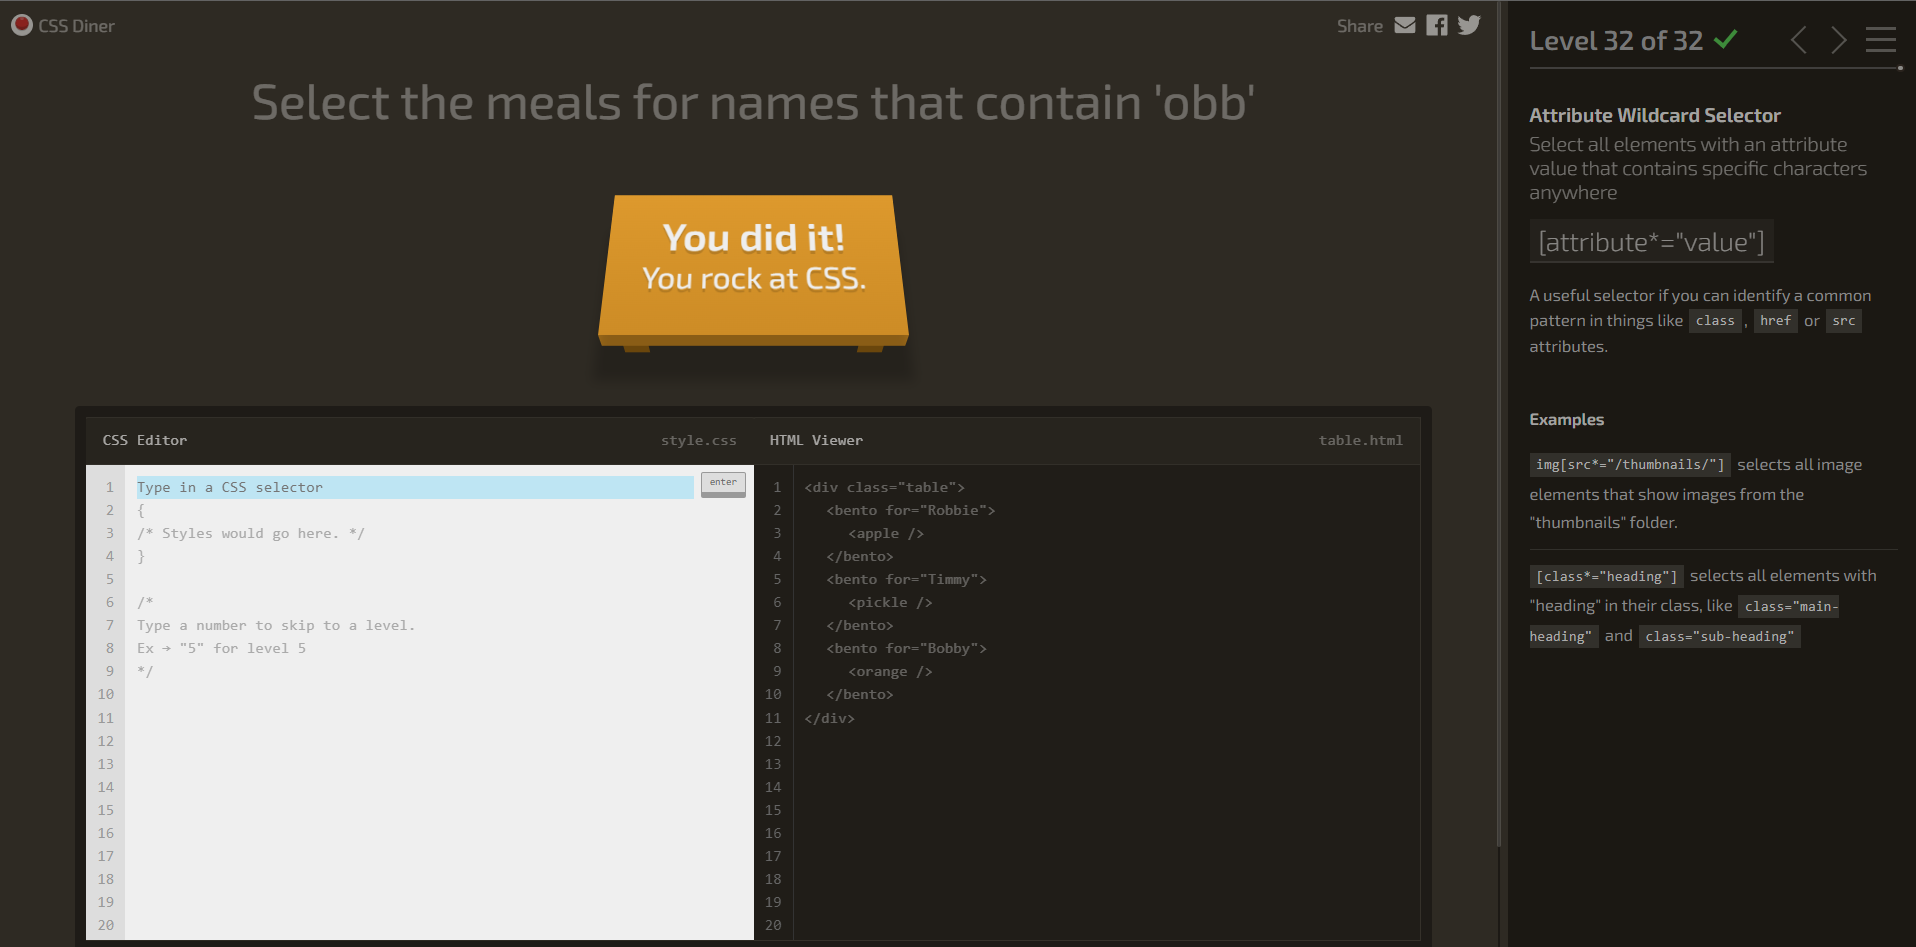 CSS Diner
Share
Select the meals for names that contain 'obb'
You did it!
You rock at CSS.
CSS Editor
style.css
HTML Viewer
table.html
1
2
3
4
5
6
7
8
9
10
11
12
13
14
15
16
17
18
19
20
Type in a CSS selector
enter
{
/* Styles would go here. */
}
/*
Type a number to skip to a level.
Ex → "5" for level 5
*/
1
2
3
4
5
6
7
8
9
10
11
12
13
14
15
16
17
18
19
20
<div class="table">
<bento for="Robbie">
<apple />
</bento>
<bento for="Timmy">
<pickle />
</bento>
<bento for="Bobby">
<orange />
</bento>
</div>
Level 32 of 32
Attribute Wildcard Selector
Select all elements with an attribute
value that contains specific characters
anywhere
[attribute*="value"]
A useful selector if you can identify a common
pattern in things like class , href or src
attributes.
Examples
img[src*="/thumbnails/"] selects all image
elements that show images from the
"thumbnails" folder.
[class*="heading"] selects all elements with
"heading" in their class, like class="main-
heading" and class="sub-heading"